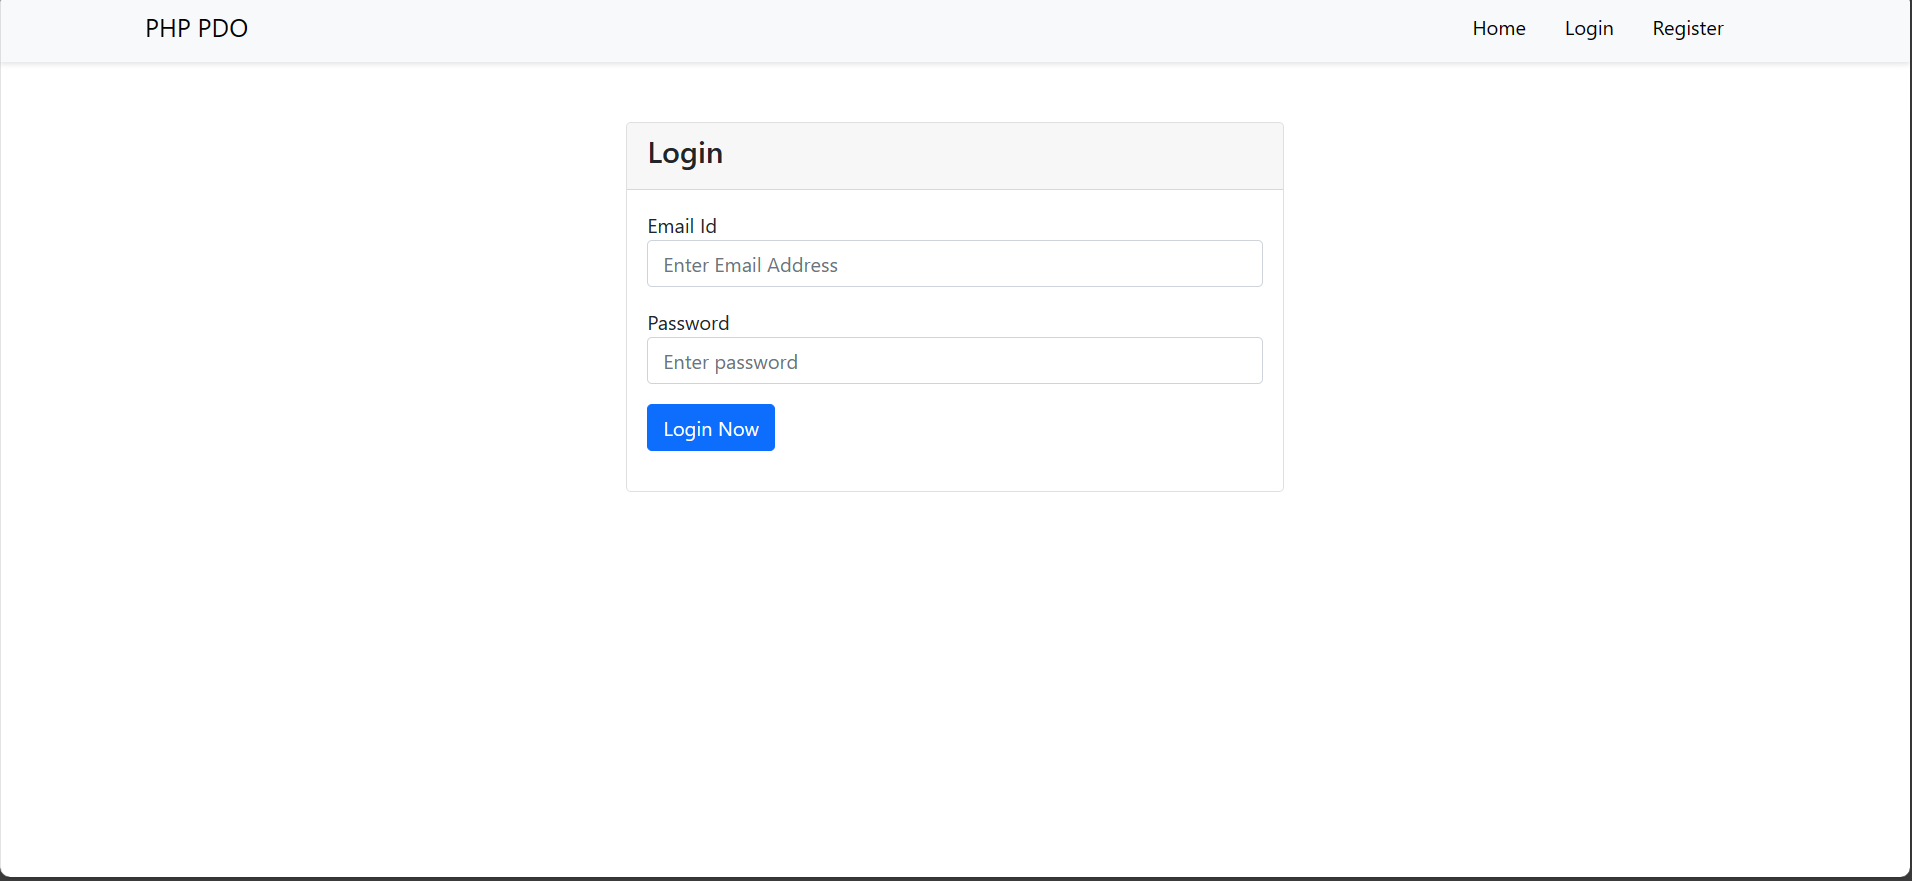 PHP PDO Home Login Register
Login
Email Id
Enter Email Address
Password
Enter password
Login Now